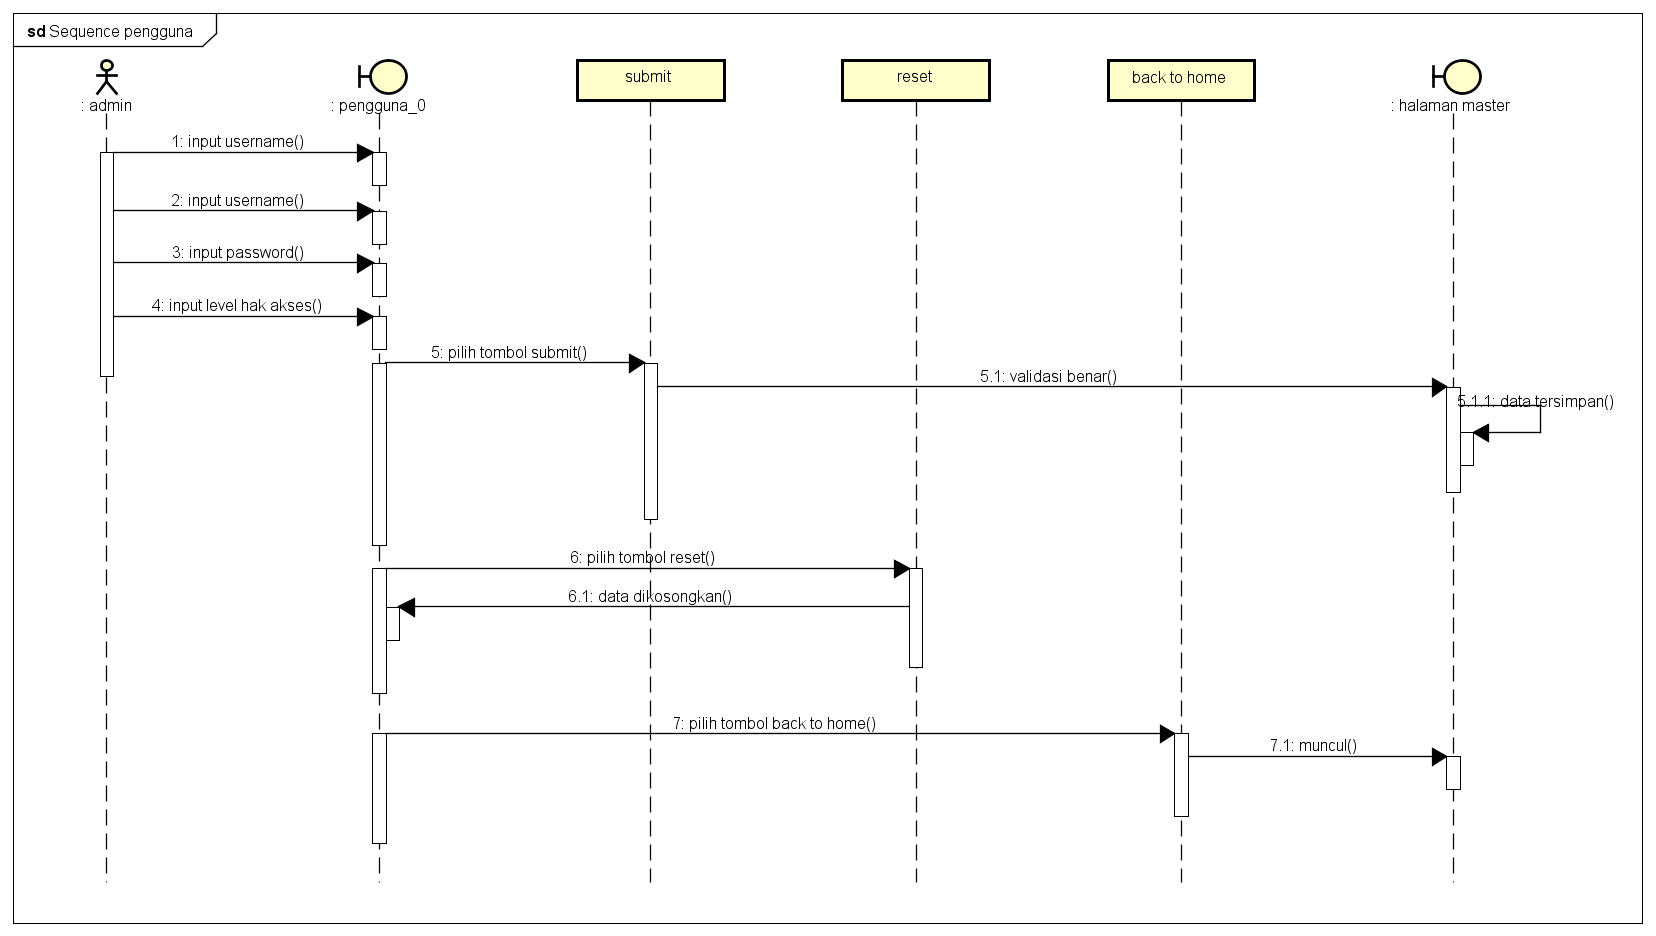 sd Sequence pengguna
: admin
: pengguna_0
submit
reset
back to home
: halaman master
1: input username()
2: input username()
3: input password()
4: input level hak akses()
5: pilih tombol submit()
5.1: validasi benar()
5.1.1: data tersimpan()
6: pilih tombol reset()
6.1: data dikosongkan()
7: pilih tombol back to home()
7.1: muncul()